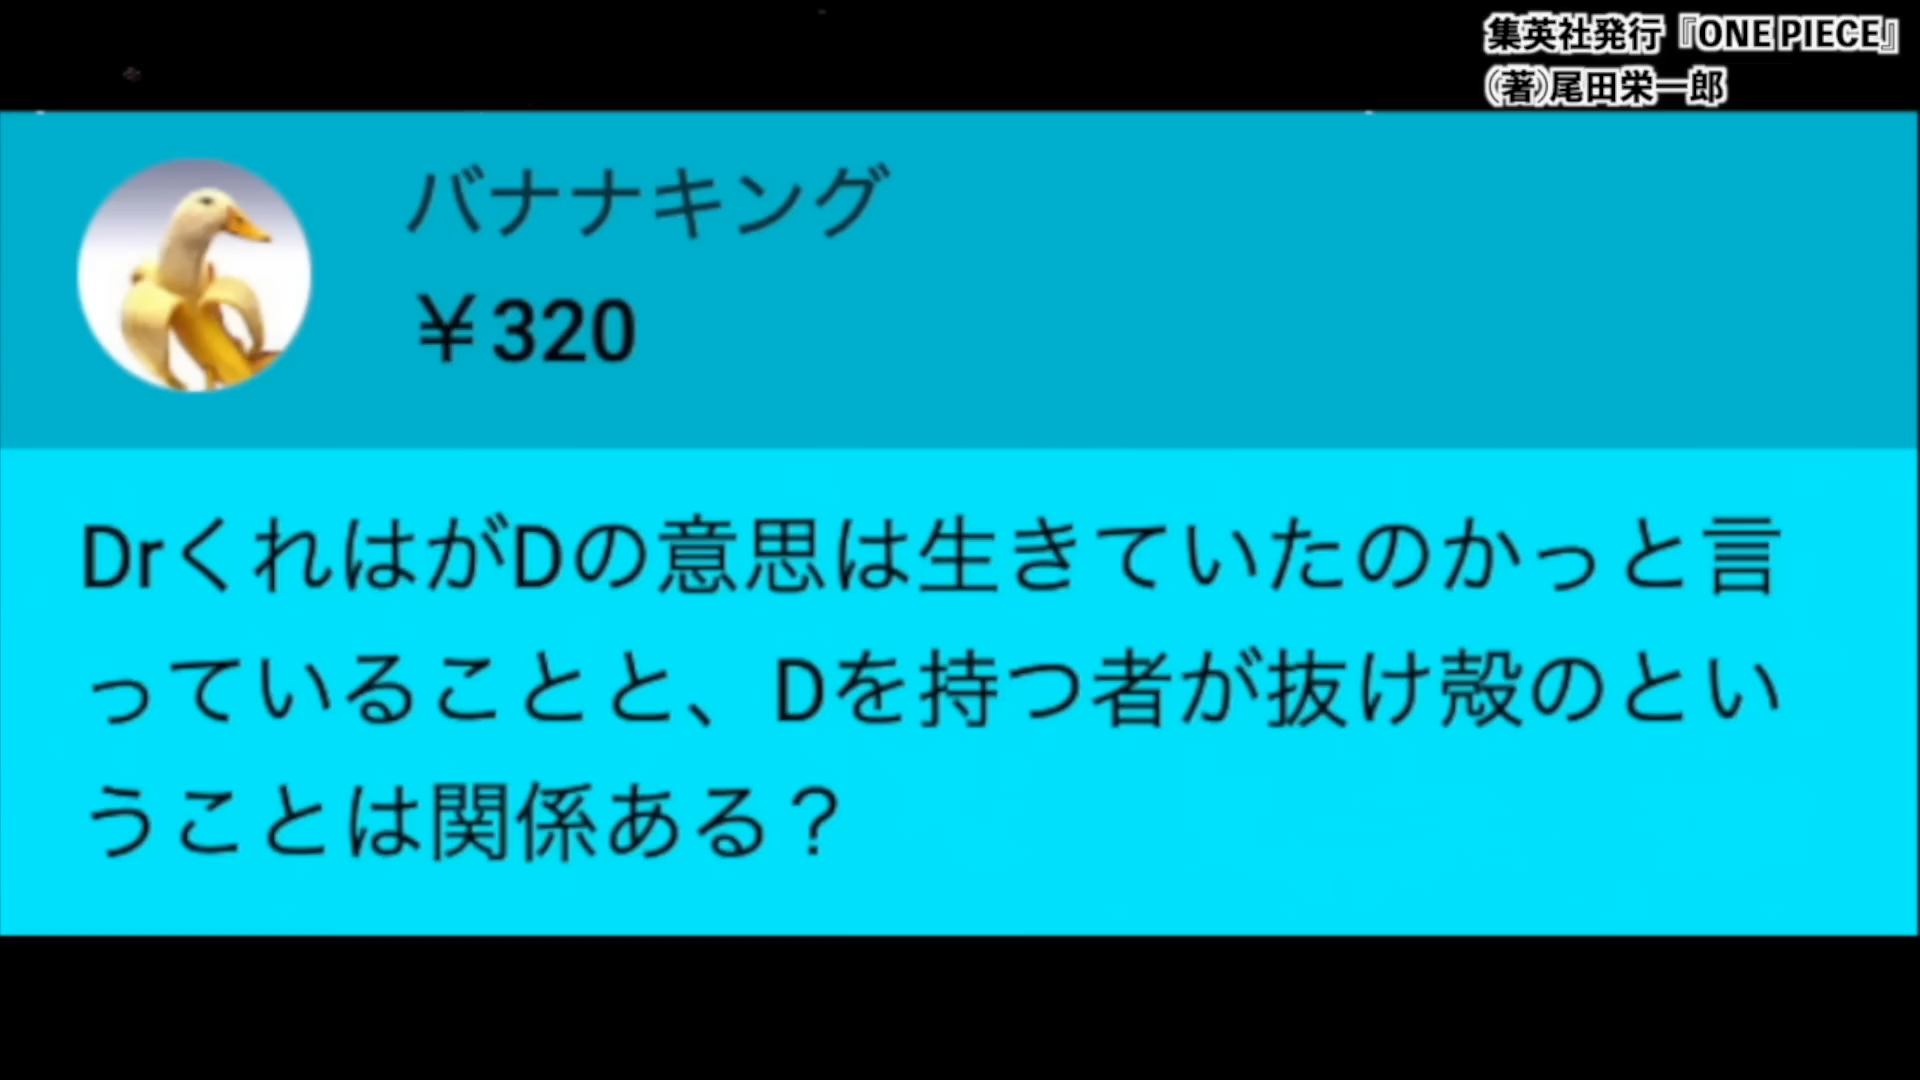 集英社発行『ONE PIECE』
(著)尾田栄一郎
バナナキング
￥320
DrくれはがDの意思は生きていたのかっと言
っていることと、Dを持つ者が抜け殻のとい
うことは関係ある？